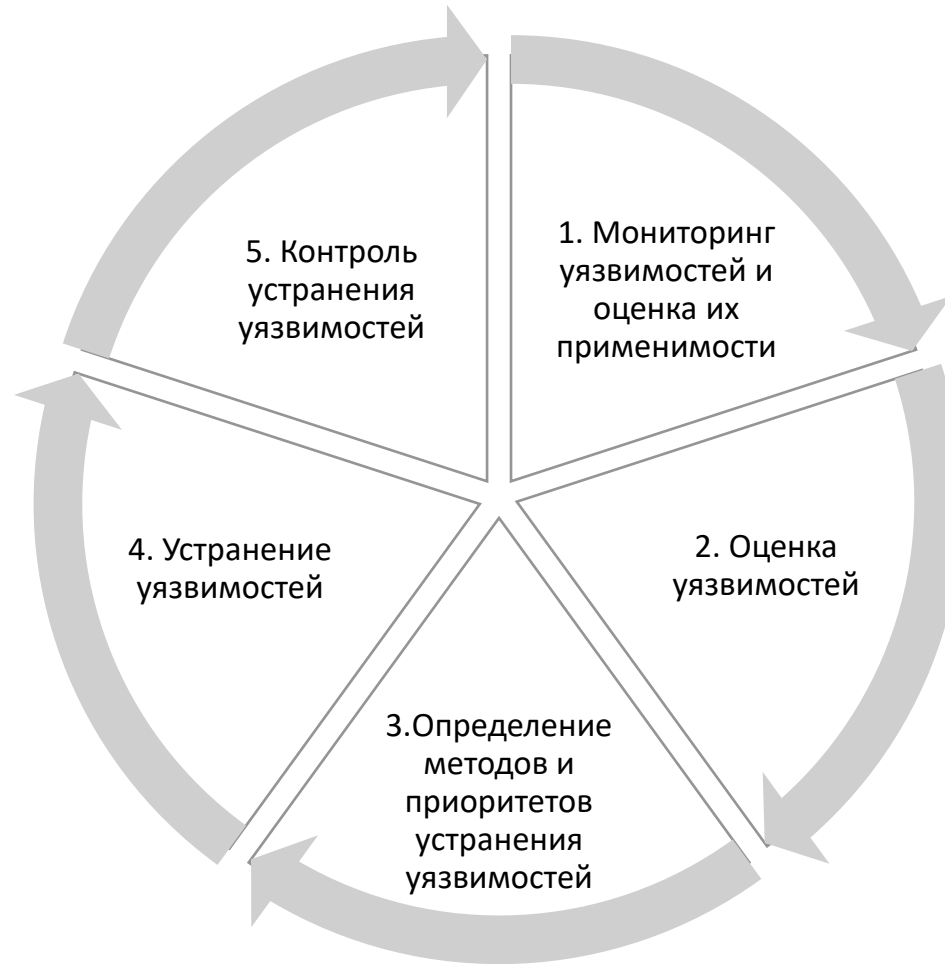 1. Мониторинг
уязвимостей и
оценка их
применимости
2. Оценка
уязвимостей
3.Определение
методов и
приоритетов
устранения
уязвимостей
4. Устранение
уязвимостей
5. Контроль
устранения
уязвимостей